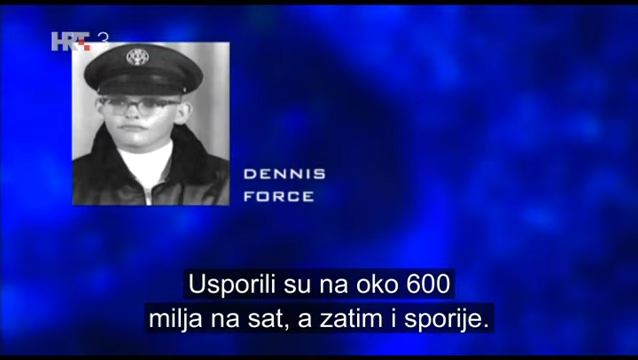 HRT 3
DENNIS
FORCE
Usporili su na oko 600
milja na sat, a zatim i sporije.